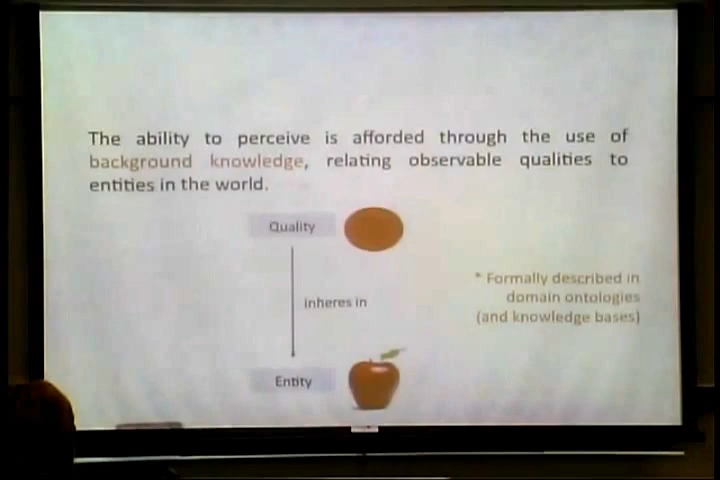 The ability to perceive is afforded through the use of
background knowledge, relating observable qualities to
entities in the world.
Quality
inheres in
* Formally described in
domain ontologies
(and knowledge bases)
Entity